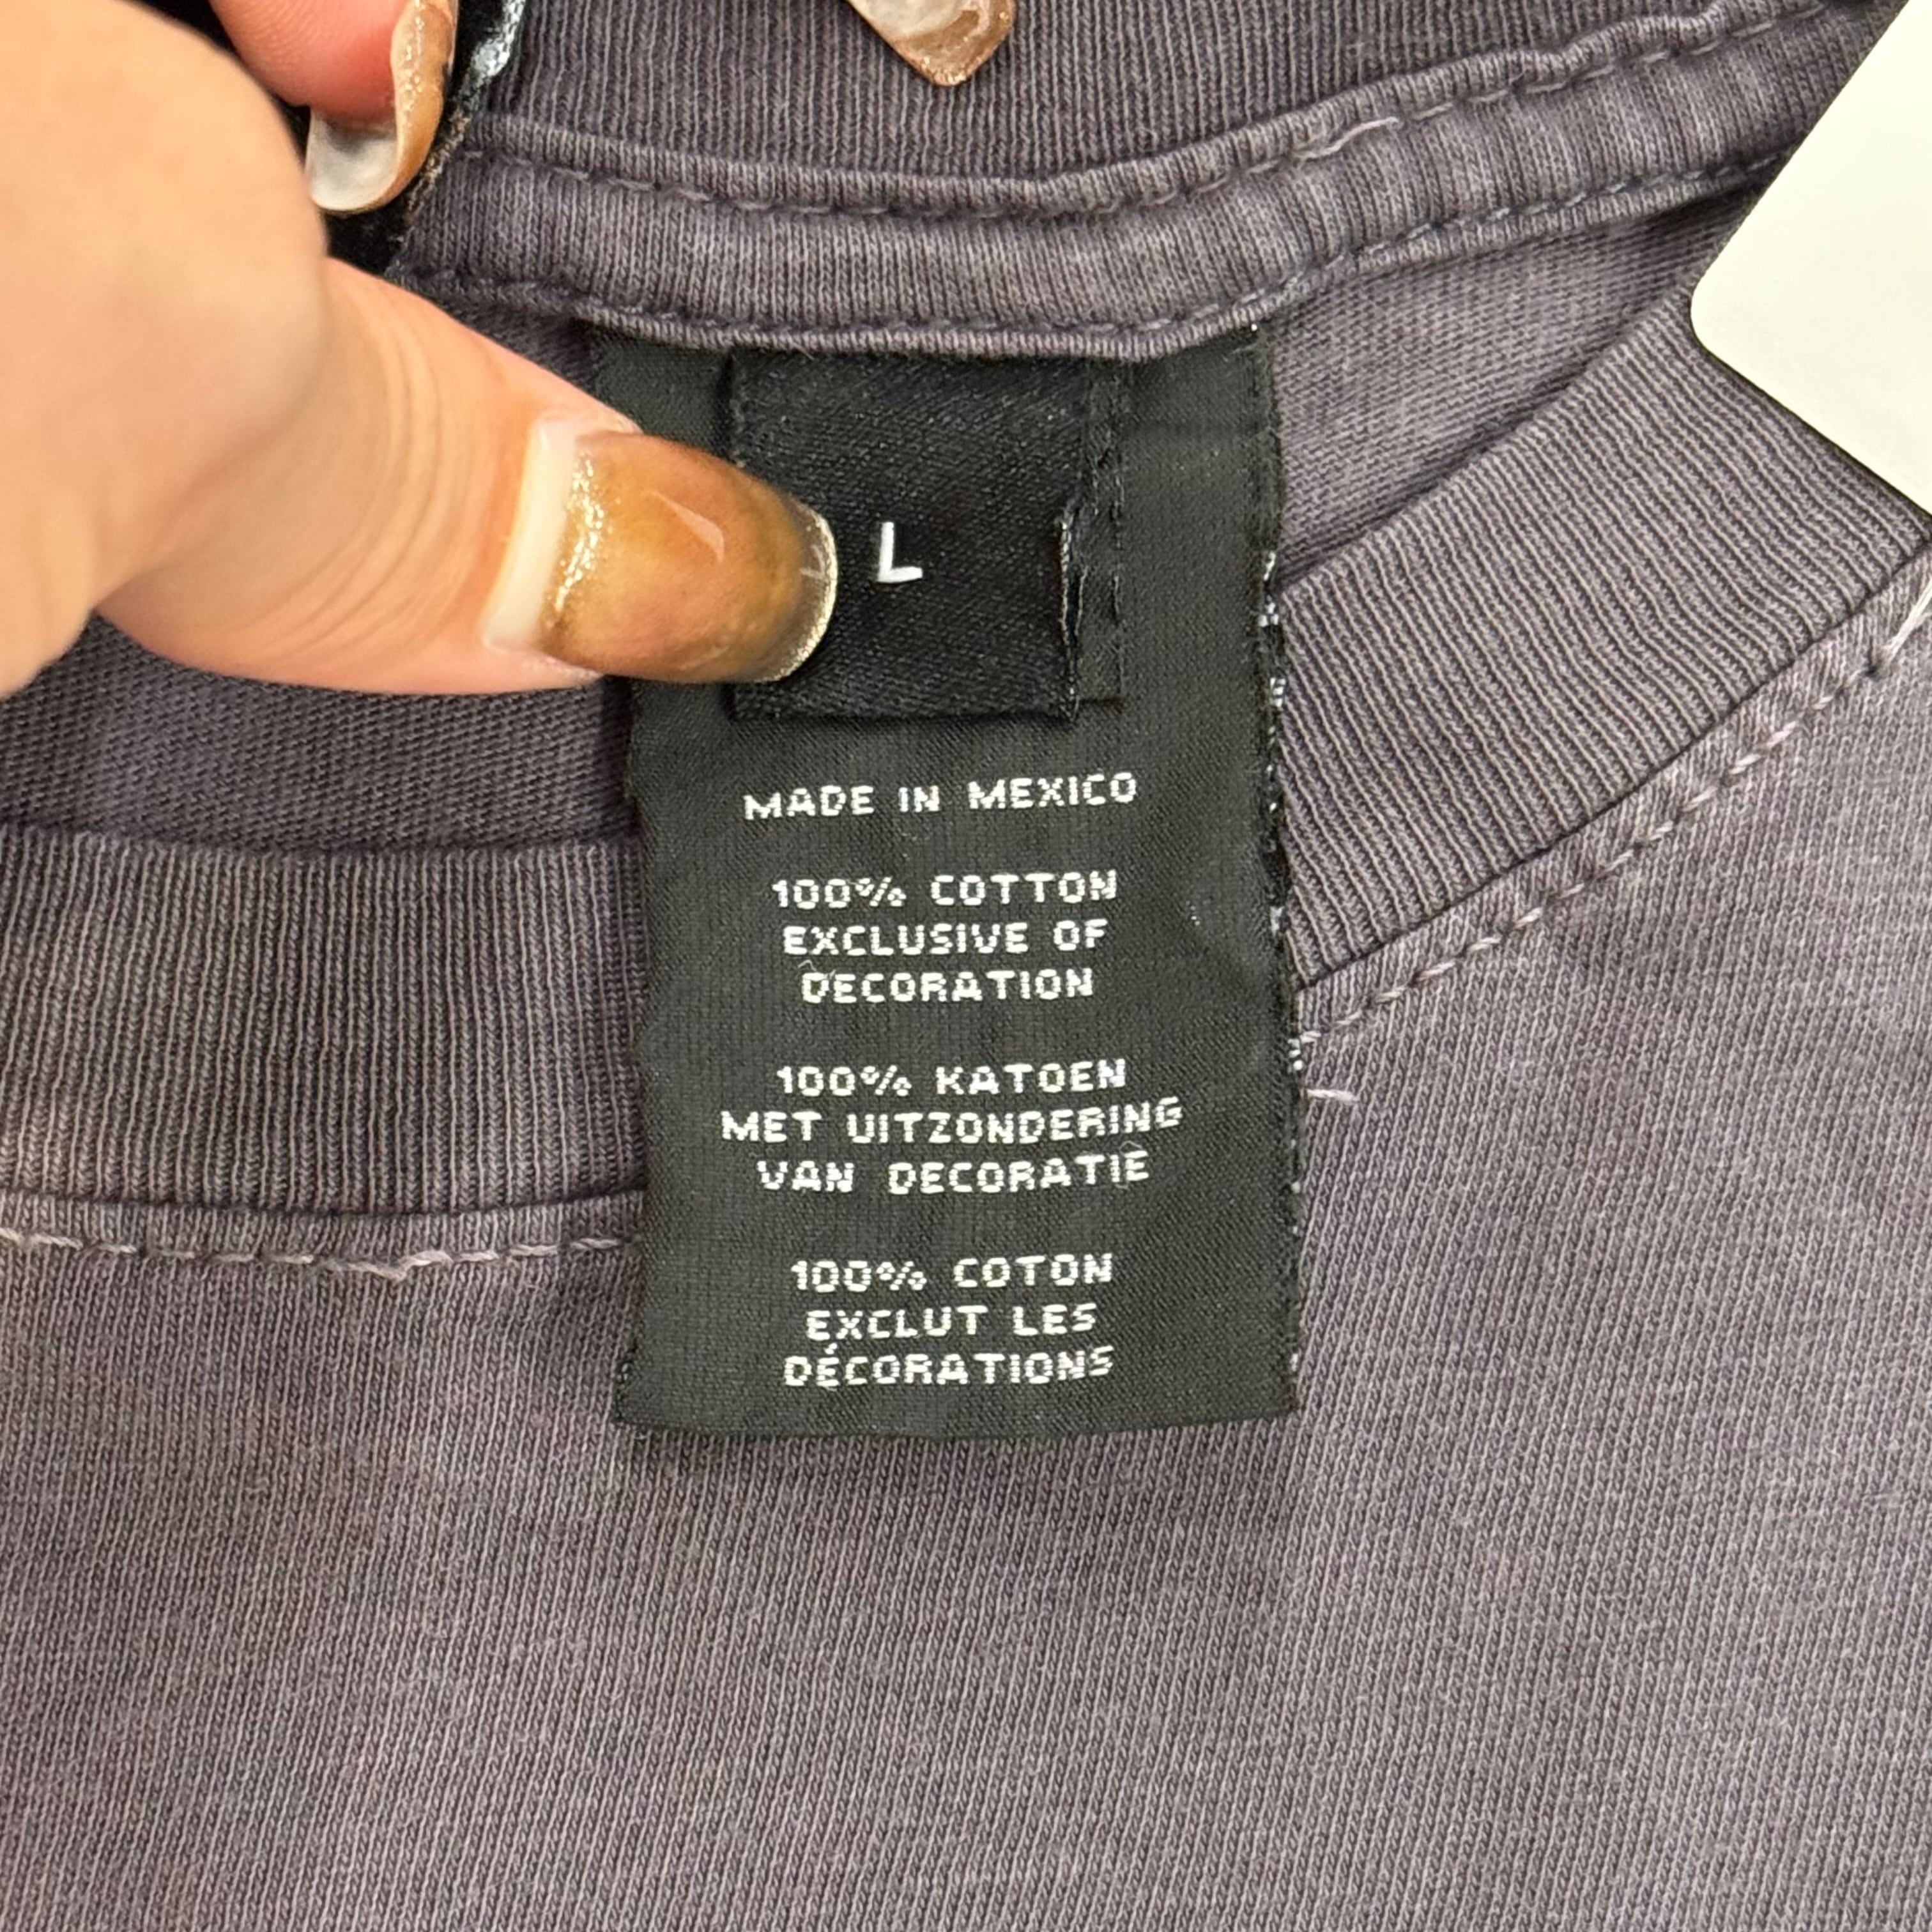 L
MADE IN MEXICO
100% COTTON
EXCLUSIVE OF
DECORATION
100% KATOEN
MET UITZONDERING
VAN DECORATIE
100% COTON
EXCLUT LES
DÉCORATIONS